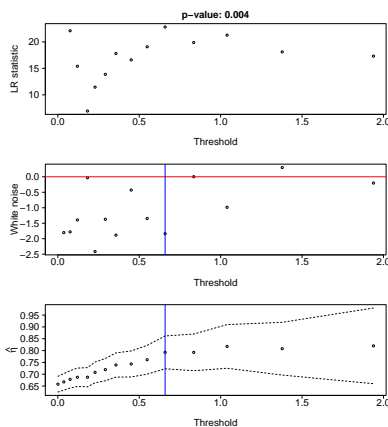 p−value: 0.004
LR statistic
20
15
10
0.0 0.5 1.0 1.5 2.0
Threshold
White noise
0.0
−0.5
−1.0
−1.5
−2.0
−2.5
0.0 0.5 1.0 1.5 2.0
Threshold
η̂
0.95
0.90
0.85
0.80
0.75
0.70
0.65
0.0 0.5 1.0 1.5 2.0
Threshold